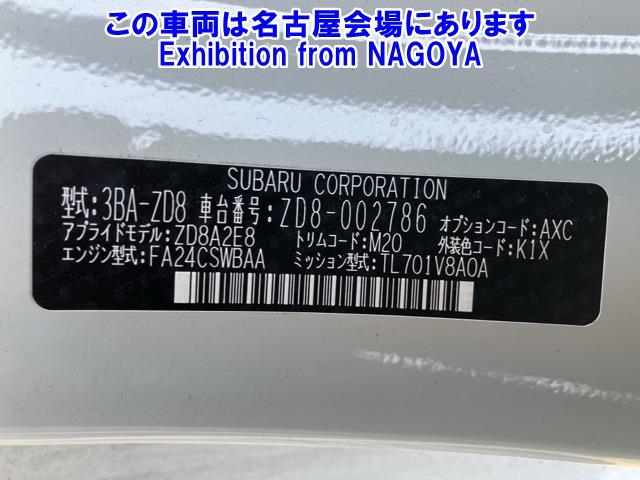 この車両は名古屋会場にあります
Exhibition from NAGOYA
SUBARU CORPORATION
型式:3BA-ZD8 車台番号:ZD8-002786 オプションコード:AXC
アプライドモデル:ZD8A2E8 トリムコード:M20 外装色コード:K1X
エンジン型式:FA24CSWBAA ミッション型式:TL701V8A0A